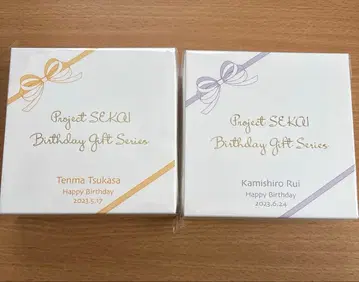 Project SEKAI
Birthday Gift Series
Tenma Tsukasa
Happy Birthday
2023.5.17
Project SEKAI
Birthday Gift Series
Kamishiro Rui
Happy Birthday
2023.6.24